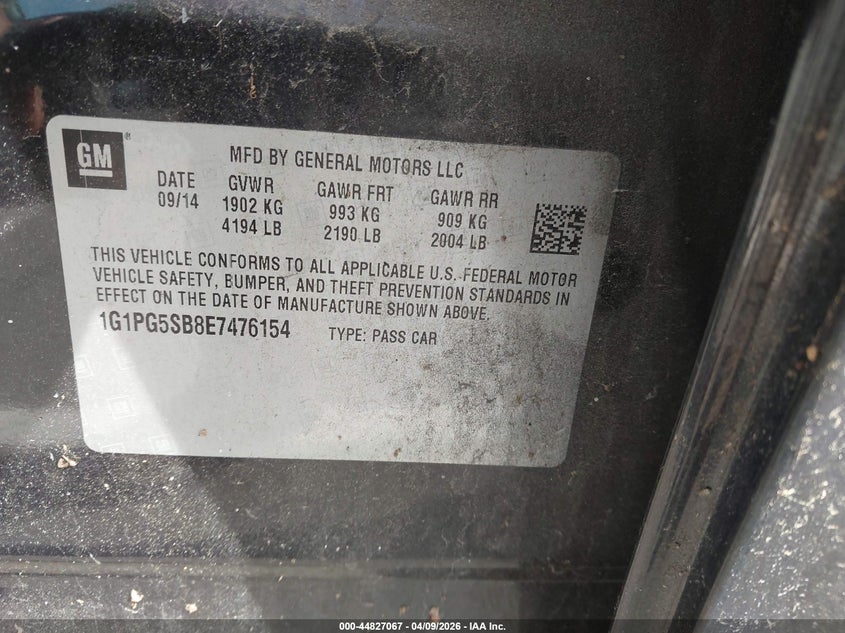 GM®
MFD BY GENERAL MOTORS LLC
DATE GVWR GAWR FRT GAWR RR
09/14 1902 KG 993 KG 909 KG
4194 LB 2190 LB 2004 LB
THIS VEHICLE CONFORMS TO ALL APPLICABLE U.S. FEDERAL MOTOR
VEHICLE SAFETY, BUMPER, AND THEFT PREVENTION STANDARDS IN
EFFECT ON THE DATE OF MANUFACTURE SHOWN ABOVE.
1G1PG5SB8E7476154 TYPE: PASS CAR
000-44827067 - 04/09/2026 - IAA Inc.